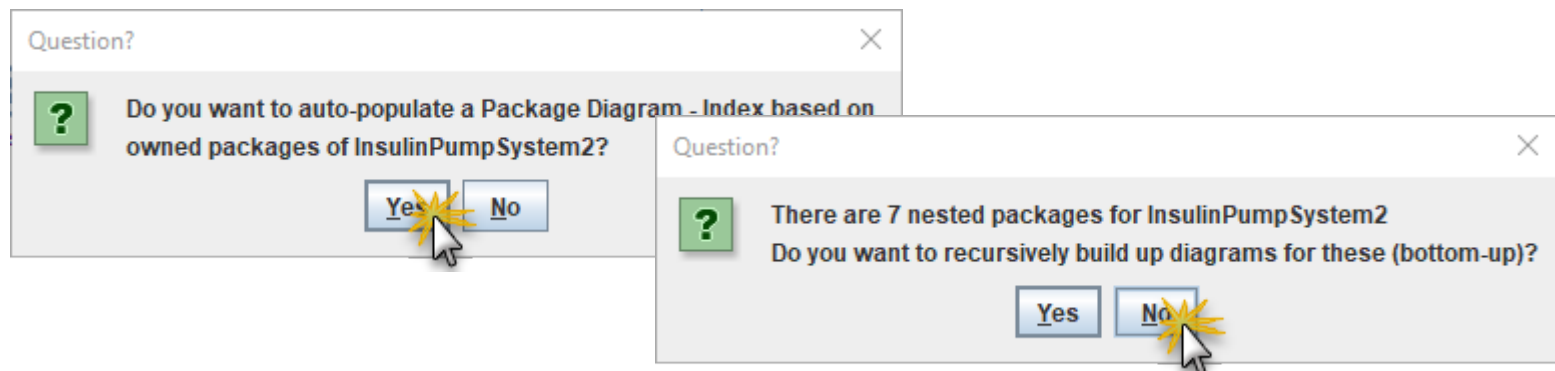 Question?
?
Do you want to auto-populate a Package Diagram - Index based on
owned packages of InsulinPumpSystem2?
Yes No
Question?
?
There are 7 nested packages for InsulinPumpSystem2
Do you want to recursively build up diagrams for these (bottom-up)?
Yes No